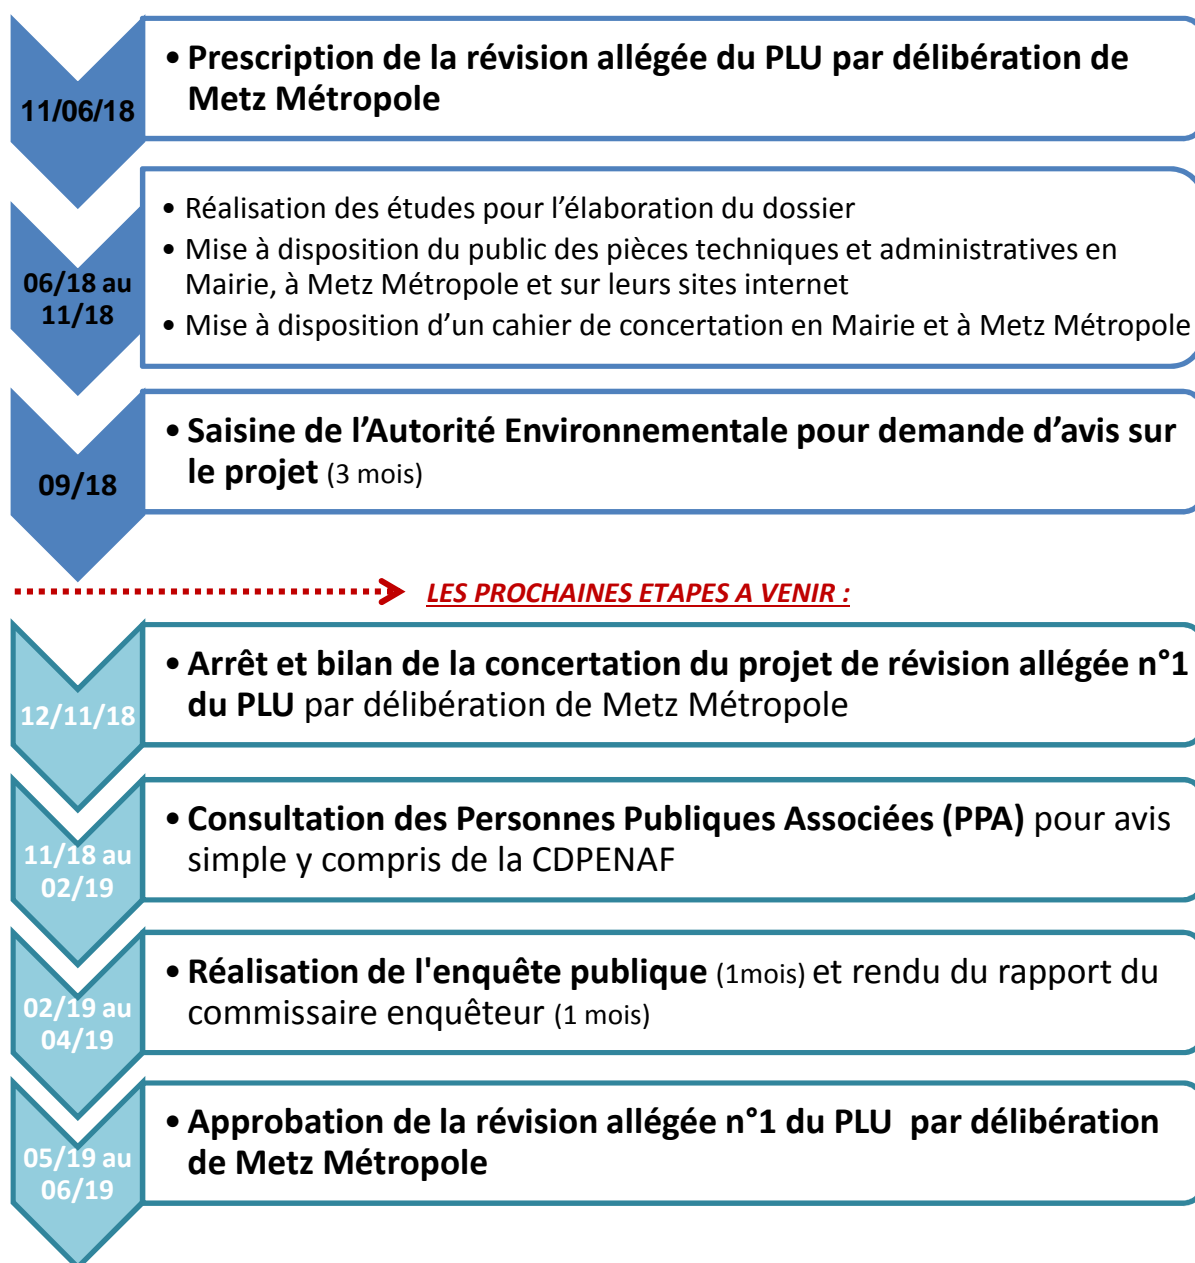 11/06/18
• Prescription de la révision allégée du PLU par délibération de
Metz Métropole
06/18 au
11/18
• Réalisation des études pour l'élaboration du dossier
• Mise à disposition du public des pièces techniques et administratives en
Mairie, à Metz Métropole et sur leurs sites internet
• Mise à disposition d'un cahier de concertation en Mairie et à Metz Métropole
09/18
• Saisine de l'Autorité Environnementale pour demande d'avis sur
le projet (3 mois)
LES PROCHAINES ETAPES A VENIR :
12/11/18
• Arrêt et bilan de la concertation du projet de révision allégée n°1
du PLU par délibération de Metz Métropole
11/18 au
02/19
• Consultation des Personnes Publiques Associées (PPA) pour avis
simple y compris de la CDPENAF
02/19 au
04/19
• Réalisation de l'enquête publique (1mois) et rendu du rapport du
commissaire enquêteur (1 mois)
05/19 au
06/19
• Approbation de la révision allégée n°1 du PLU par délibération
de Metz Métropole